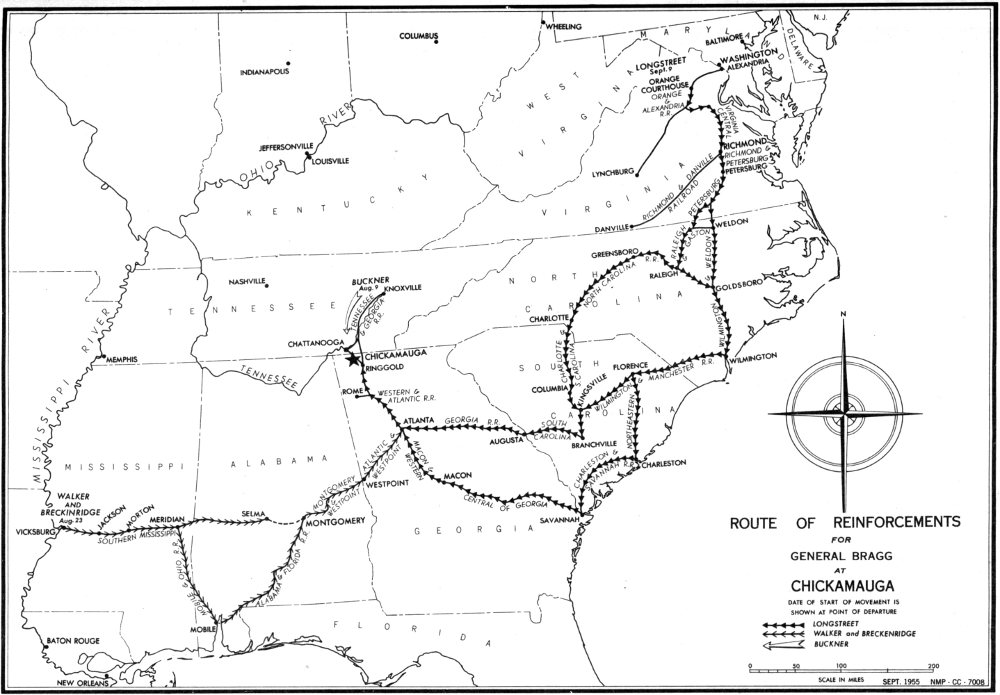 N.J.
WHEELING
COLUMBUS
MARYLAND
BALTIMORE
DELAWARE
LONGSTREET
Sept. 9
WASHINGTON
ALEXANDRIA
INDIANAPOLIS
ORANGE
COURTHOUSE
ORANGE
&
ALEXANDRIA
R.R.
WEST
VIRGINIA
VIRGINIA
CENTRAL
OHIO RIVER
JEFFERSONVILLE
LOUISVILLE
RICHMOND
RICHMOND &
PETERSBURG
PETERSBURG
LYNCHBURG
KENTUCKY
VIRGINIA
RICHMOND & DANVILLE
RAILROAD
PETERSBURG
DANVILLE
WELDON
RALEIGH
& GASTON
GREENSBORO
RALEIGH
WILMINGTON & WELDON
GOLDSBORO
NORTH
CAROLINA
NORTH CAROLINA R.R.
NASHVILLE
BUCKNER
Aug. 9
KNOXVILLE
TENNESSEE
TENNESSEE
& GEORGIA
R.R.
CHARLOTTE
CHATTANOOGA
CHICKAMAUGA
RINGGOLD
MISSISSIPPI RIVER
MEMPHIS
TENNESSEE
CHARLOTTE &
S. CAROLINA
SOUTH
CAROLINA
FLORENCE
WILMINGTON
WILMINGTON & MANCHESTER R.R.
COLUMBIA
KINGSVILLE
ROME
WESTERN &
ATLANTIC R.R.
N
ATLANTA
GEORGIA R.R.
AUGUSTA
SOUTH
CAROLINA
BRANCHVILLE
NORTHEASTERN
CHARLESTON
CHARLESTON &
SAVANNAH R.R.
MISSISSIPPI
ALABAMA
ATLANTIC &
WESTPOINT
MACON &
WESTERN
MACON
WESTPOINT
MONTGOMERY
& WESTPOINT
CENTRAL OF GEORGIA
SAVANNAH
WALKER
and
BRECKINRIDGE
Aug. 23
VICKSBURG
JACKSON
MORTON
MERIDIAN
SOUTHERN MISSISSIPPI
SELMA
MONTGOMERY
GEORGIA
MOBILE & OHIO R.R.
ALABAMA & FLORIDA R.R.
MOBILE
FLORIDA
BATON ROUGE
NEW ORLEANS
ROUTE OF REINFORCEMENTS
FOR
GENERAL BRAGG
AT
CHICKAMAUGA
DATE OF START OF MOVEMENT IS
SHOWN AT POINT OF DEPARTURE
LONGSTREET
WALKER and BRECKENRIDGE
BUCKNER
0 50 100 200
SCALE IN MILES
SEPT. 1955 NMP - CC - 7008